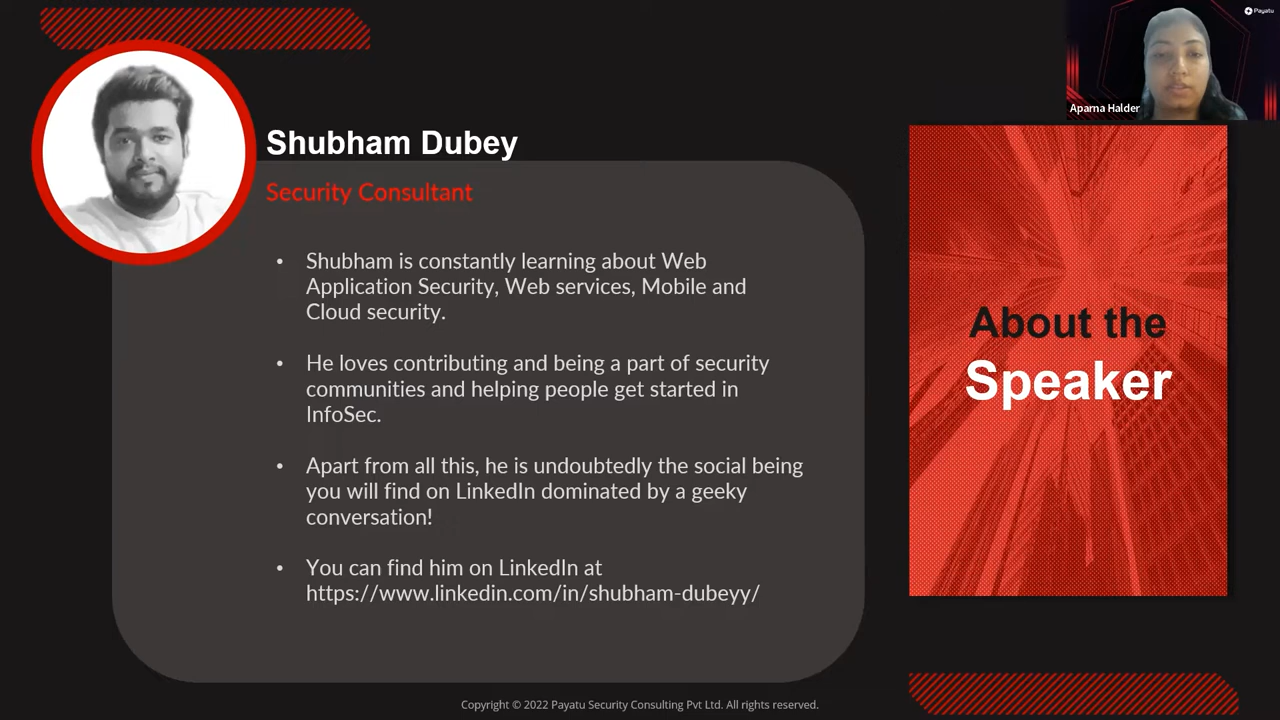 Payatu
Aparna Halder
Shubham Dubey
Security Consultant
• Shubham is constantly learning about Web
Application Security, Web services, Mobile and
Cloud security.
• He loves contributing and being a part of security
communities and helping people get started in
InfoSec.
• Apart from all this, he is undoubtedly the social being
you will find on LinkedIn dominated by a geeky
conversation!
• You can find him on LinkedIn at
https://www.linkedin.com/in/shubham-dubeyy/
About the
Speaker
Copyright © 2022 Payatu Security Consulting Pvt Ltd. All rights reserved.